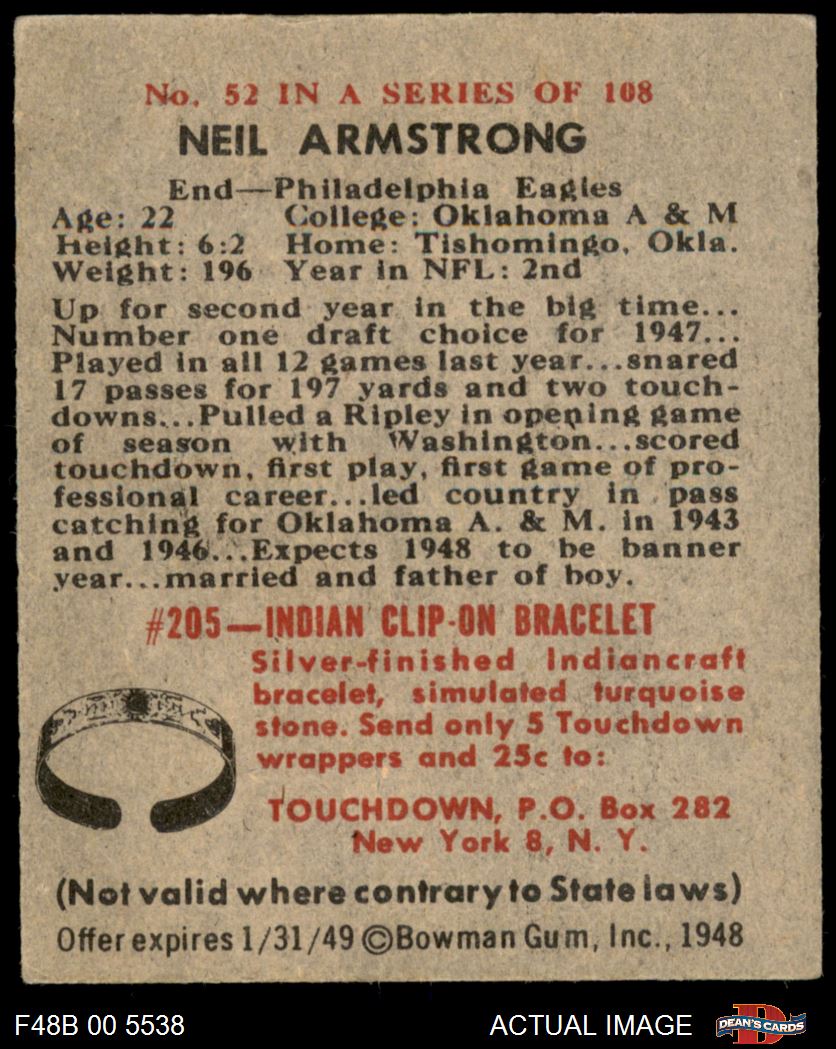 No. 52 IN A SERIES OF 108
NEIL ARMSTRONG
End—Philadelphia Eagles
Age: 22 College: Oklahoma A & M
Height: 6:2 Home: Tishomingo, Okla.
Weight: 196 Year in NFL: 2nd
Up for second year in the big time...
Number one draft choice for 1947...
Played in all 12 games last year...snared
17 passes for 197 yards and two touch-
downs...Pulled a Ripley in opening game
of season with Washington...scored
touchdown, first play, first game of pro-
fessional career...led country in pass
catching for Oklahoma A. & M. in 1943
and 1946...Expects 1948 to be banner
year...married and father of boy.
#205—INDIAN CLIP-ON BRACELET
Silver-finished Indiancraft
bracelet, simulated turquoise
stone. Send only 5 Touchdown
wrappers and 25c to:
TOUCHDOWN, P.O. Box 282
New York 8, N. Y.
(Not valid where contrary to State laws)
Offer expires 1/31/49 ©Bowman Gum, Inc., 1948
F48B 00 5538 ACTUAL IMAGE DEAN'S CARDS